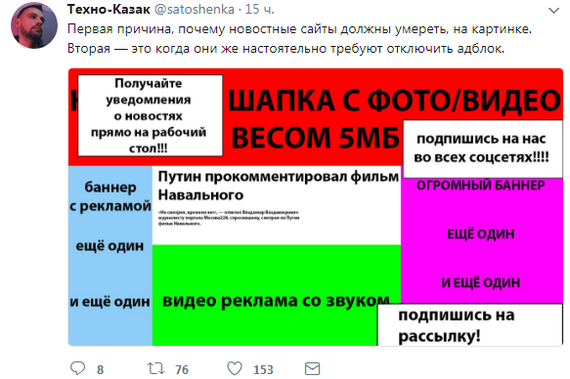 Техно-Казак @satoshenka · 15 ч.
Первая причина, почему новостные сайты должны умереть, на картинке.
Вторая — это когда они же настоятельно требуют отключить адблок.
Получайте
уведомления
о новостях
прямо на рабочий
стол!!!
ШАПКА С ФОТО/ВИДЕО
ВЕСОМ 5МБ
подпишись на нас
во всех соцсетях!!!!
баннер
с рекламой
ещё один
и ещё один
Путин прокомментировал фильм
Навального
ОГРОМНЫЙ БАННЕР
ЕЩЁ ОДИН
И ЕЩЁ ОДИН
видео реклама со звуком
подпишись на
рассылку!
8 76 153